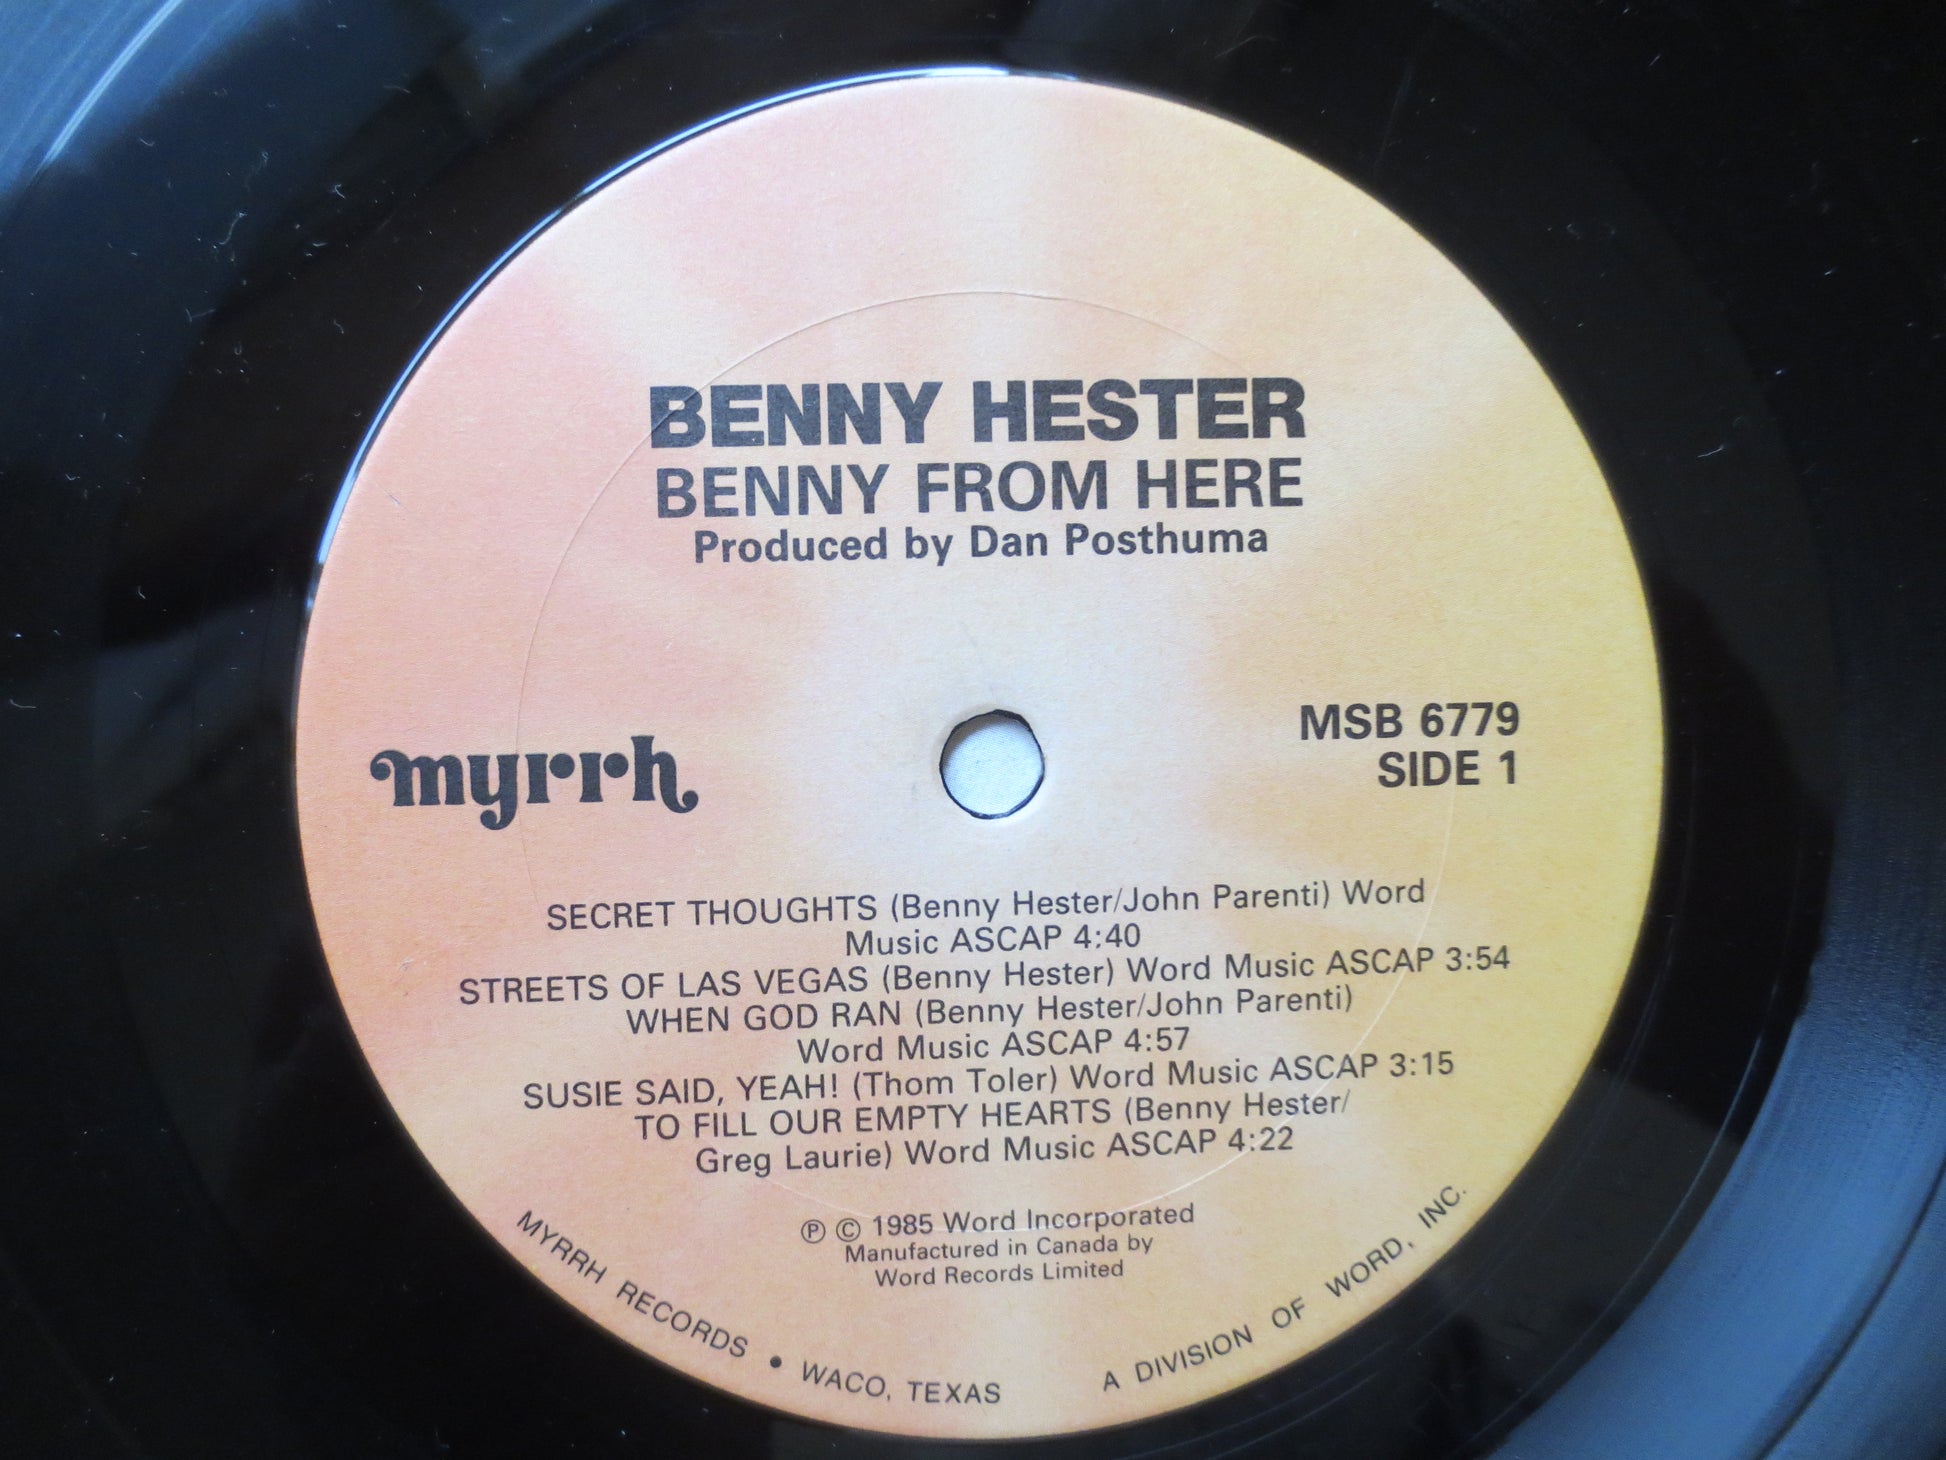 BENNY HESTER
BENNY FROM HERE
Produced by Dan Posthuma
myrrh
MSB 6779
SIDE 1
SECRET THOUGHTS (Benny Hester/John Parenti) Word
Music ASCAP 4:40
STREETS OF LAS VEGAS (Benny Hester) Word Music ASCAP 3:54
WHEN GOD RAN (Benny Hester/John Parenti)
Word Music ASCAP 4:57
SUSIE SAID, YEAH! (Thom Toler) Word Music ASCAP 3:15
TO FILL OUR EMPTY HEARTS (Benny Hester/
Greg Laurie) Word Music ASCAP 4:22
℗ © 1985 Word Incorporated
Manufactured in Canada by
Word Records Limited
MYRRH RECORDS • WACO, TEXAS A DIVISION OF WORD, INC.